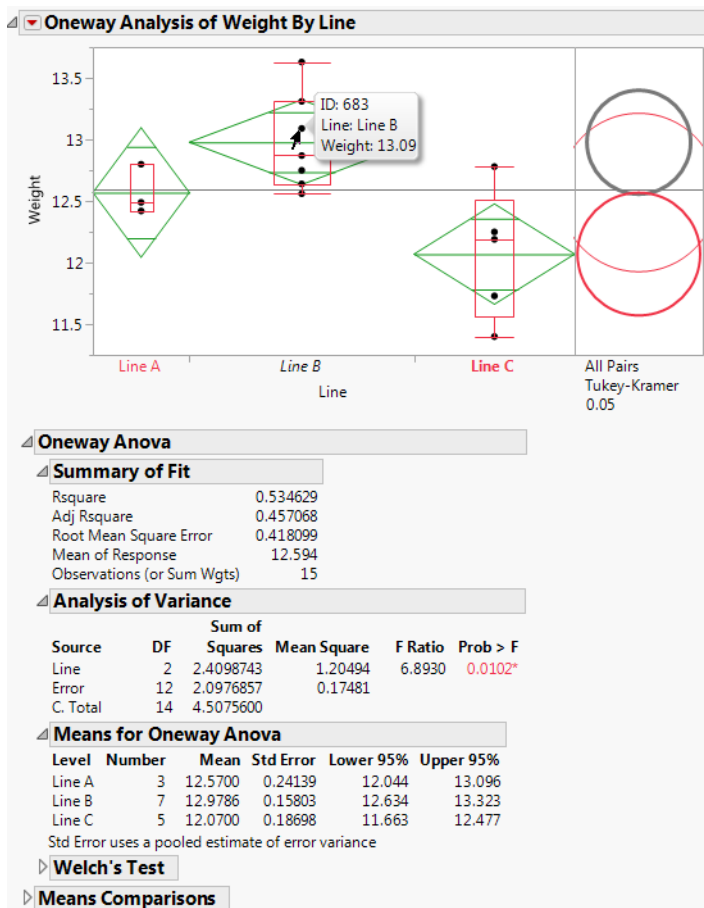 Oneway Analysis of Weight By Line
13.5
13
12.5
12
11.5
Weight
ID: 683
Line: Line B
Weight: 13.09
Line A
Line B
Line C
Line
All Pairs
Tukey-Kramer
0.05
Oneway Anova
Summary of Fit
Rsquare 0.534629
Adj Rsquare 0.457068
Root Mean Square Error 0.418099
Mean of Response 12.594
Observations (or Sum Wgts) 15
Analysis of Variance
Sum of
Source DF Squares Mean Square F Ratio Prob > F
Line 2 2.4098743 1.20494 6.8930 0.0102*
Error 12 2.0976857 0.17481
C. Total 14 4.5075600
Means for Oneway Anova
Level Number Mean Std Error Lower 95% Upper 95%
Line A 3 12.5700 0.24139 12.044 13.096
Line B 7 12.9786 0.15803 12.634 13.323
Line C 5 12.0700 0.18698 11.663 12.477
Std Error uses a pooled estimate of error variance
Welch's Test
Means Comparisons